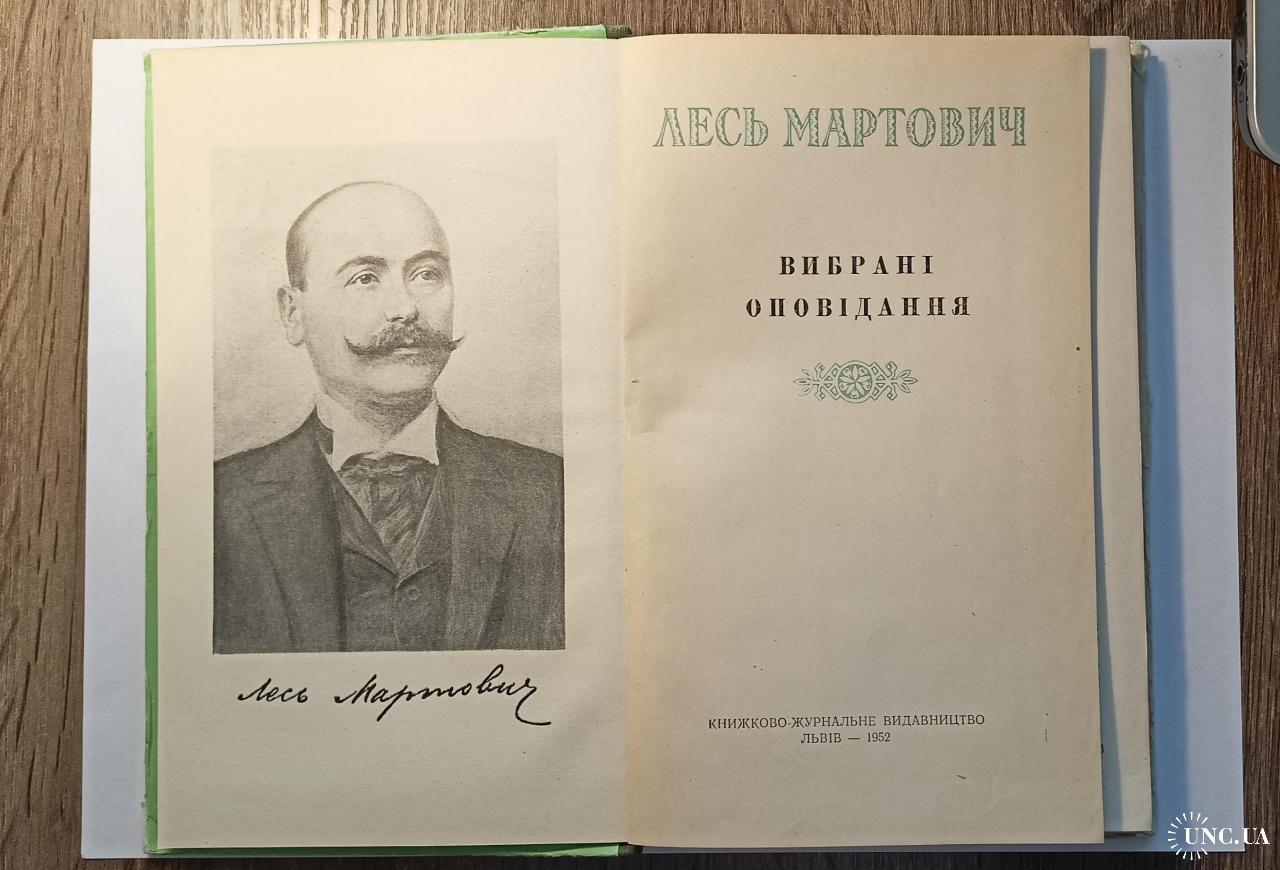 Лесь Мартович
ЛЕСЬ МАРТОВИЧ
ВИБРАНІ
ОПОВІДАННЯ
КНИЖКОВО-ЖУРНАЛЬНЕ ВИДАВНИЦТВО
ЛЬВІВ — 1952
UNC.UA